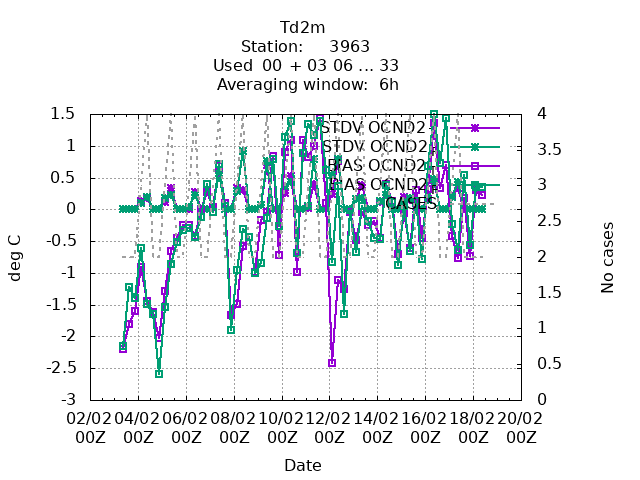 Td2m
Station: 3963
Used 00 + 03 06 ... 33
Averaging window: 6h
1.5
1
0.5
0
-0.5
-1
-1.5
-2
-2.5
-3
deg C
4
3.5
3
2.5
2
1.5
1
0.5
0
No cases
STDV OCND2
STDV OCND2
BIAS OCND2
BIAS OCND2
CASES
02/02 04/02 06/02 08/02 10/02 12/02 14/02 16/02 18/02 20/02
00Z 00Z 00Z 00Z 00Z 00Z 00Z 00Z 00Z 00Z
Date